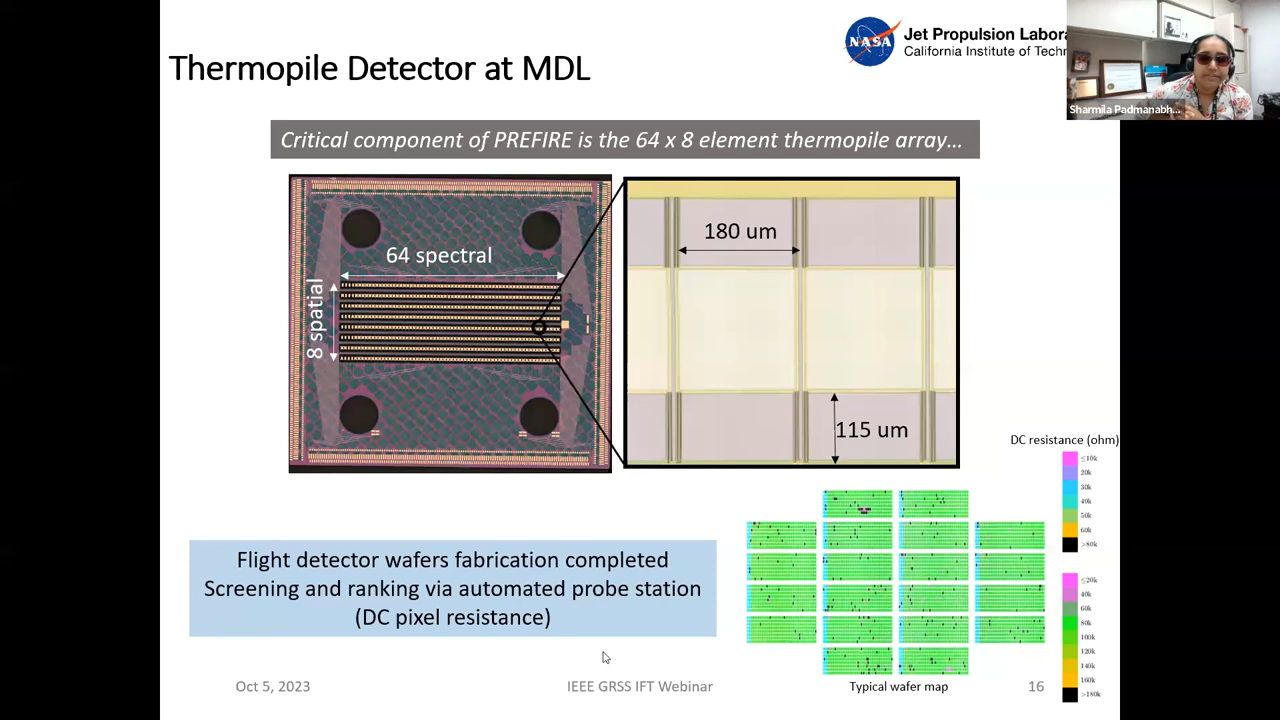 Thermopile Detector at MDL
NASA
Jet Propulsion Labora
California Institute of Techn
Sharmila Padmanabh...
Critical component of PREFIRE is the 64 x 8 element thermopile array…
64 spectral
8 spatial
180 um
115 um
DC resistance (ohm)
≤10k
20k
30k
40k
50k
60k
>80k
≤20k
40k
60k
80k
100k
120k
140k
160k
>180k
Flight detector wafers fabrication completed
Screening and ranking via automated probe station
(DC pixel resistance)
Oct 5, 2023
IEEE GRSS IFT Webinar
Typical wafer map
16